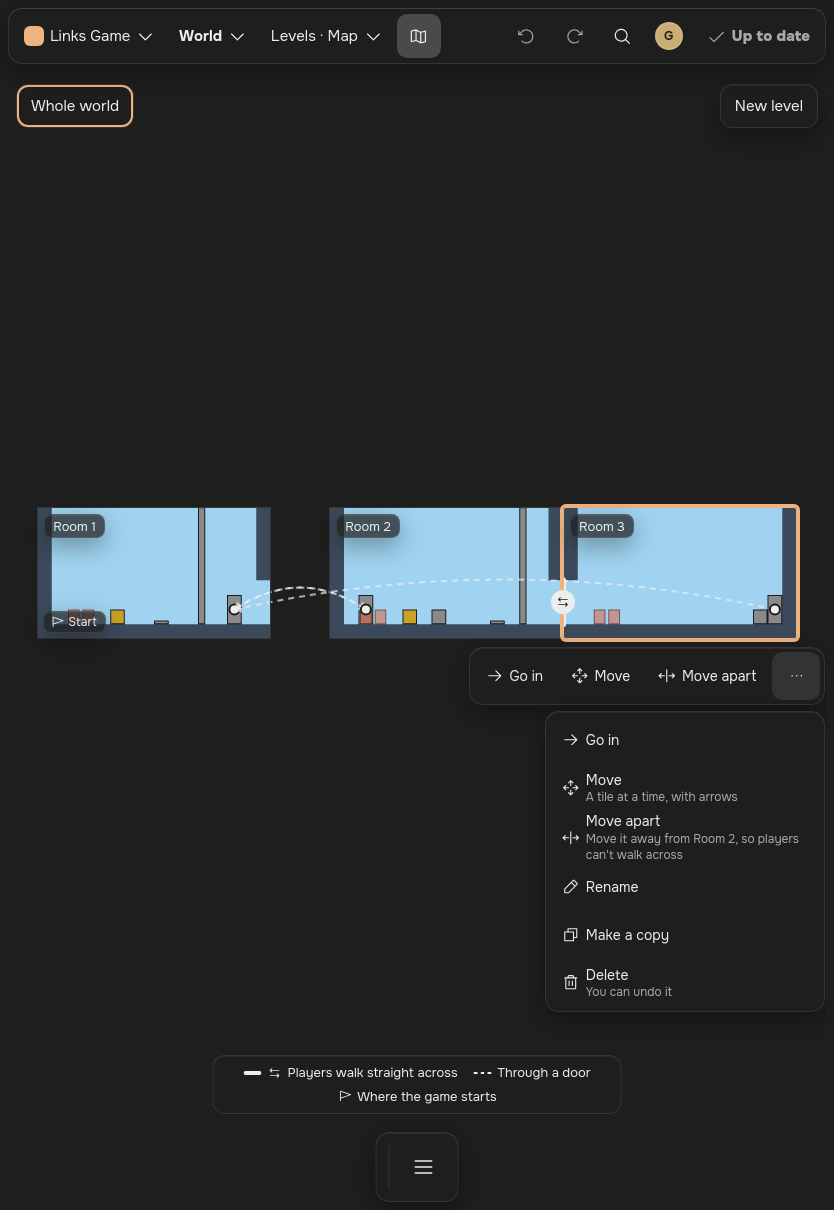 Links Game
World
Levels · Map
G
Up to date
Whole world
New level
Room 1
Room 2
Room 3
Start
Go in
Move
Move apart
Go in
Move
A tile at a time, with arrows
Move apart
Move it away from Room 2, so players
can't walk across
Rename
Make a copy
Delete
You can undo it
Players walk straight across
Through a door
Where the game starts